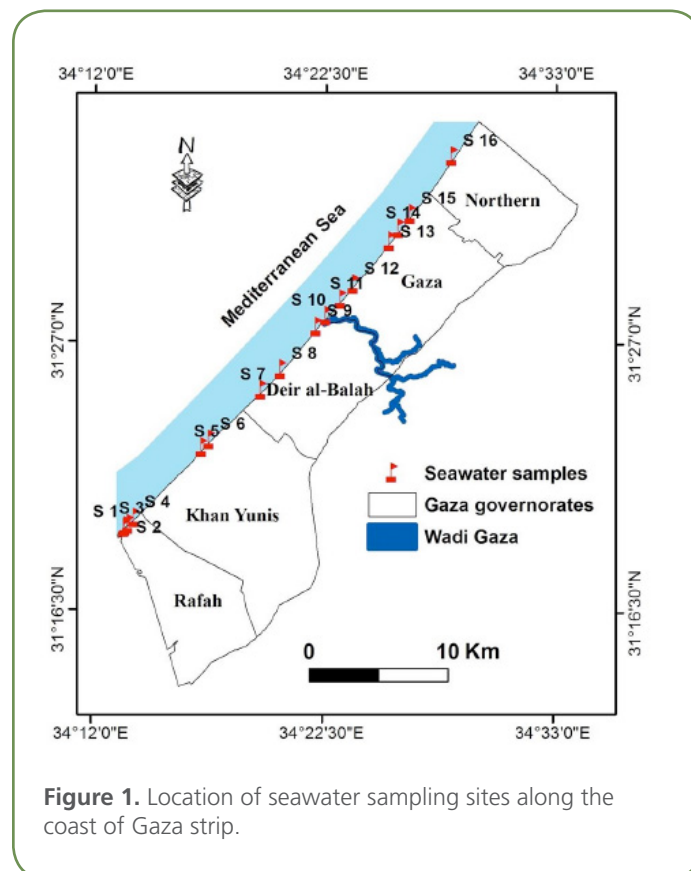 34°12'0"E 34°22'30"E 34°33'0"E
N
S 16
Northern
S 15
S 14
S 13
Mediterranean Sea
S 12
Gaza
S 11
S 10
S 9
31°27'0"N
31°27'0"N
S 8
S 7
Deir al-Balah
S 6
S 5
Seawater samples
Gaza governorates
Wadi Gaza
S 4
S 3
S 1
S 2
Khan Yunis
Rafah
31°16'30"N
31°16'30"N
0 10 Km
34°12'0"E 34°22'30"E 34°33'0"E
Figure 1. Location of seawater sampling sites along the
coast of Gaza strip.